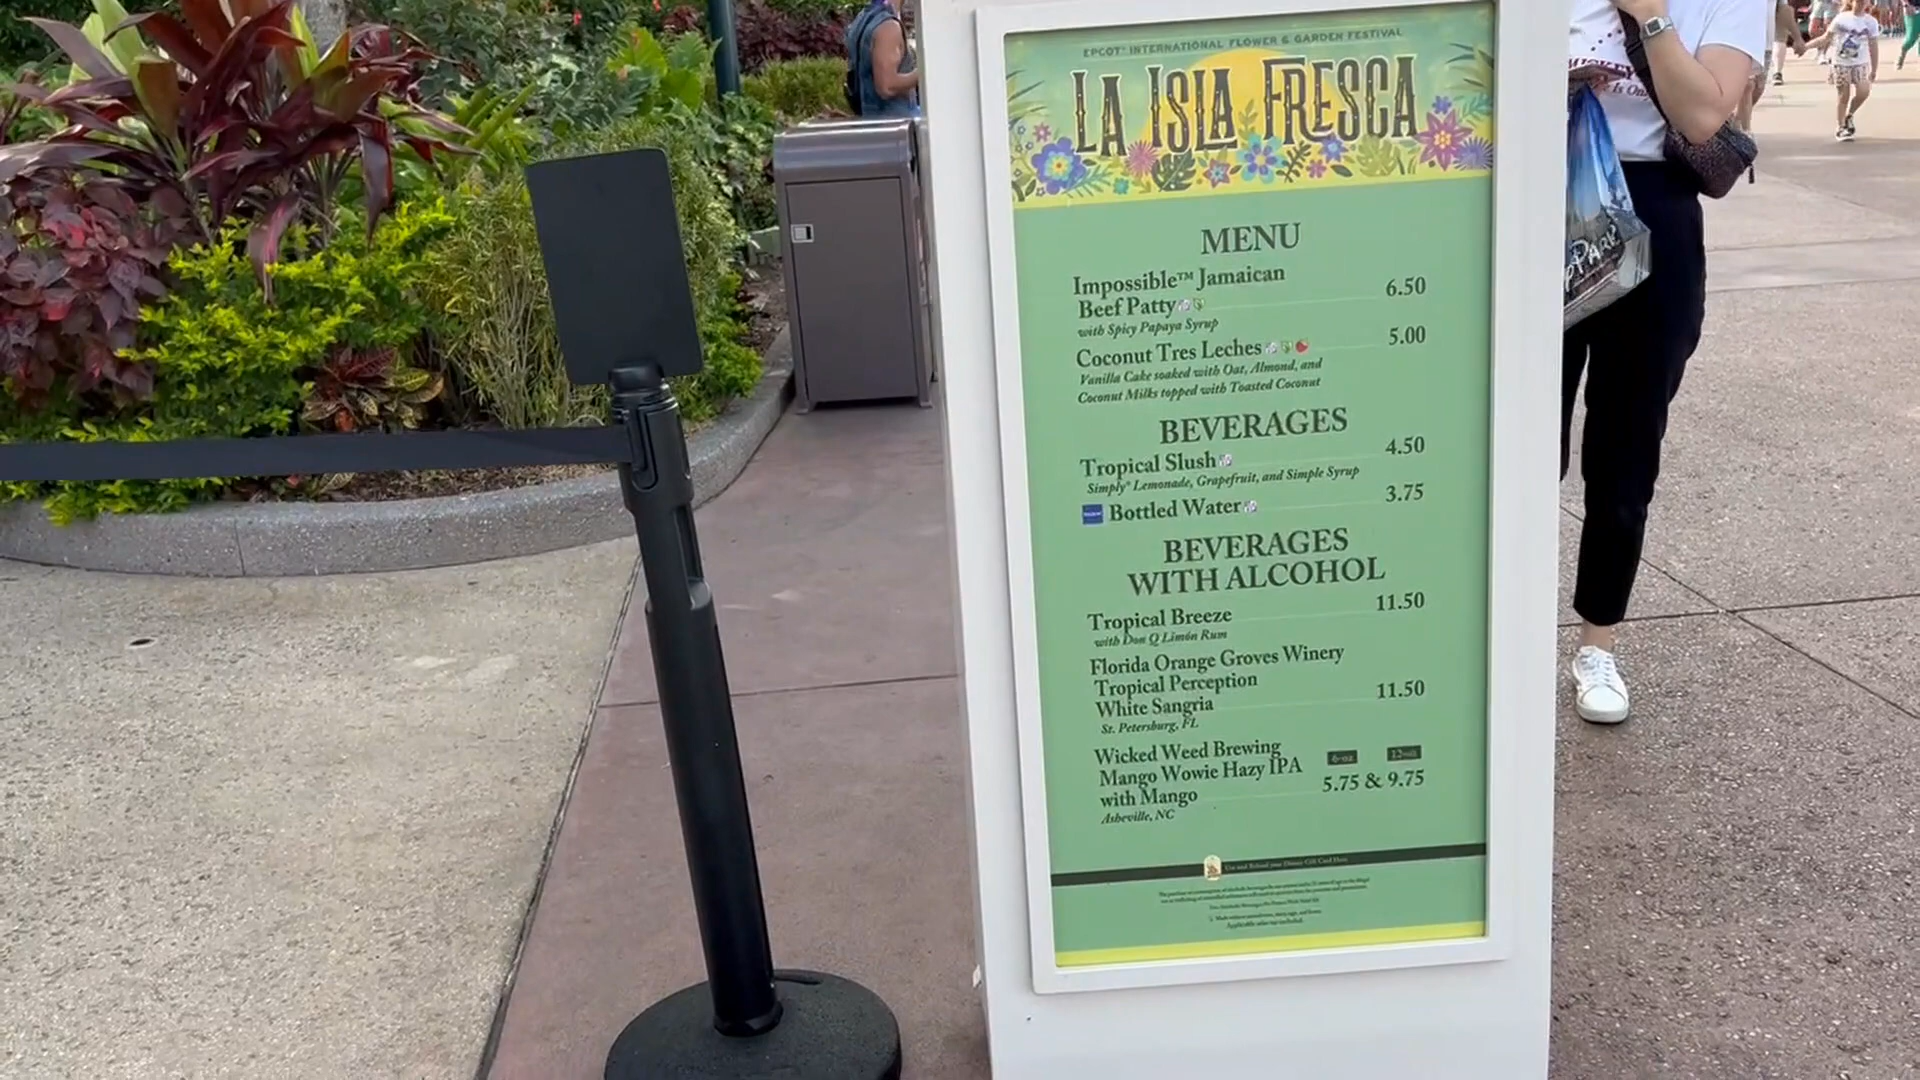 EPCOT® INTERNATIONAL FLOWER & GARDEN FESTIVAL
LA ISLA FRESCA
MENU
Impossible™ Jamaican
Beef Patty 6.50
with Spicy Papaya Syrup
Coconut Tres Leches 5.00
Vanilla Cake soaked with Oat, Almond, and
Coconut Milks topped with Toasted Coconut
BEVERAGES
Tropical Slush 4.50
Simply® Lemonade, Grapefruit, and Simple Syrup
Bottled Water 3.75
BEVERAGES
WITH ALCOHOL
Tropical Breeze 11.50
with Don Q Limón Rum
Florida Orange Groves Winery
Tropical Perception
White Sangria 11.50
St. Petersburg, FL
Wicked Weed Brewing
Mango Wowie Hazy IPA
with Mango 5.75 & 9.75
Asheville, NC
Use and Reload your Disney Gift Card Here
Applicable sales tax not included.